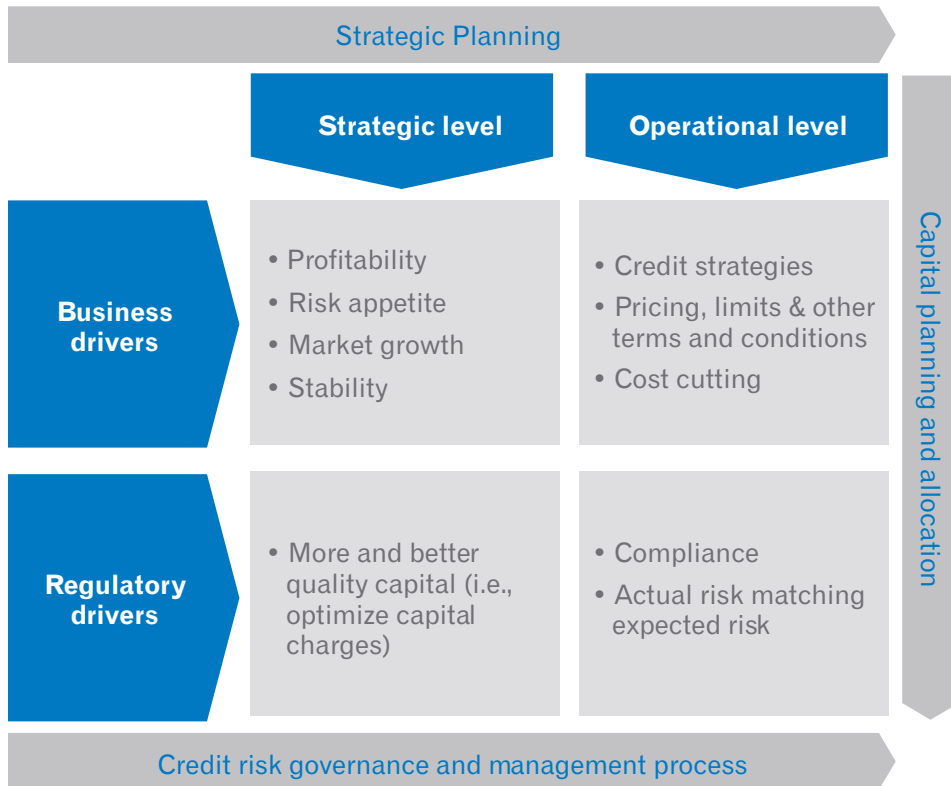 Strategic Planning
Strategic level
Operational level
Capital planning and allocation
Business
drivers
• Profitability
• Risk appetite
• Market growth
• Stability
• Credit strategies
• Pricing, limits & other
terms and conditions
• Cost cutting
Regulatory
drivers
• More and better
quality capital (i.e.,
optimize capital
charges)
• Compliance
• Actual risk matching
expected risk
Credit risk governance and management process